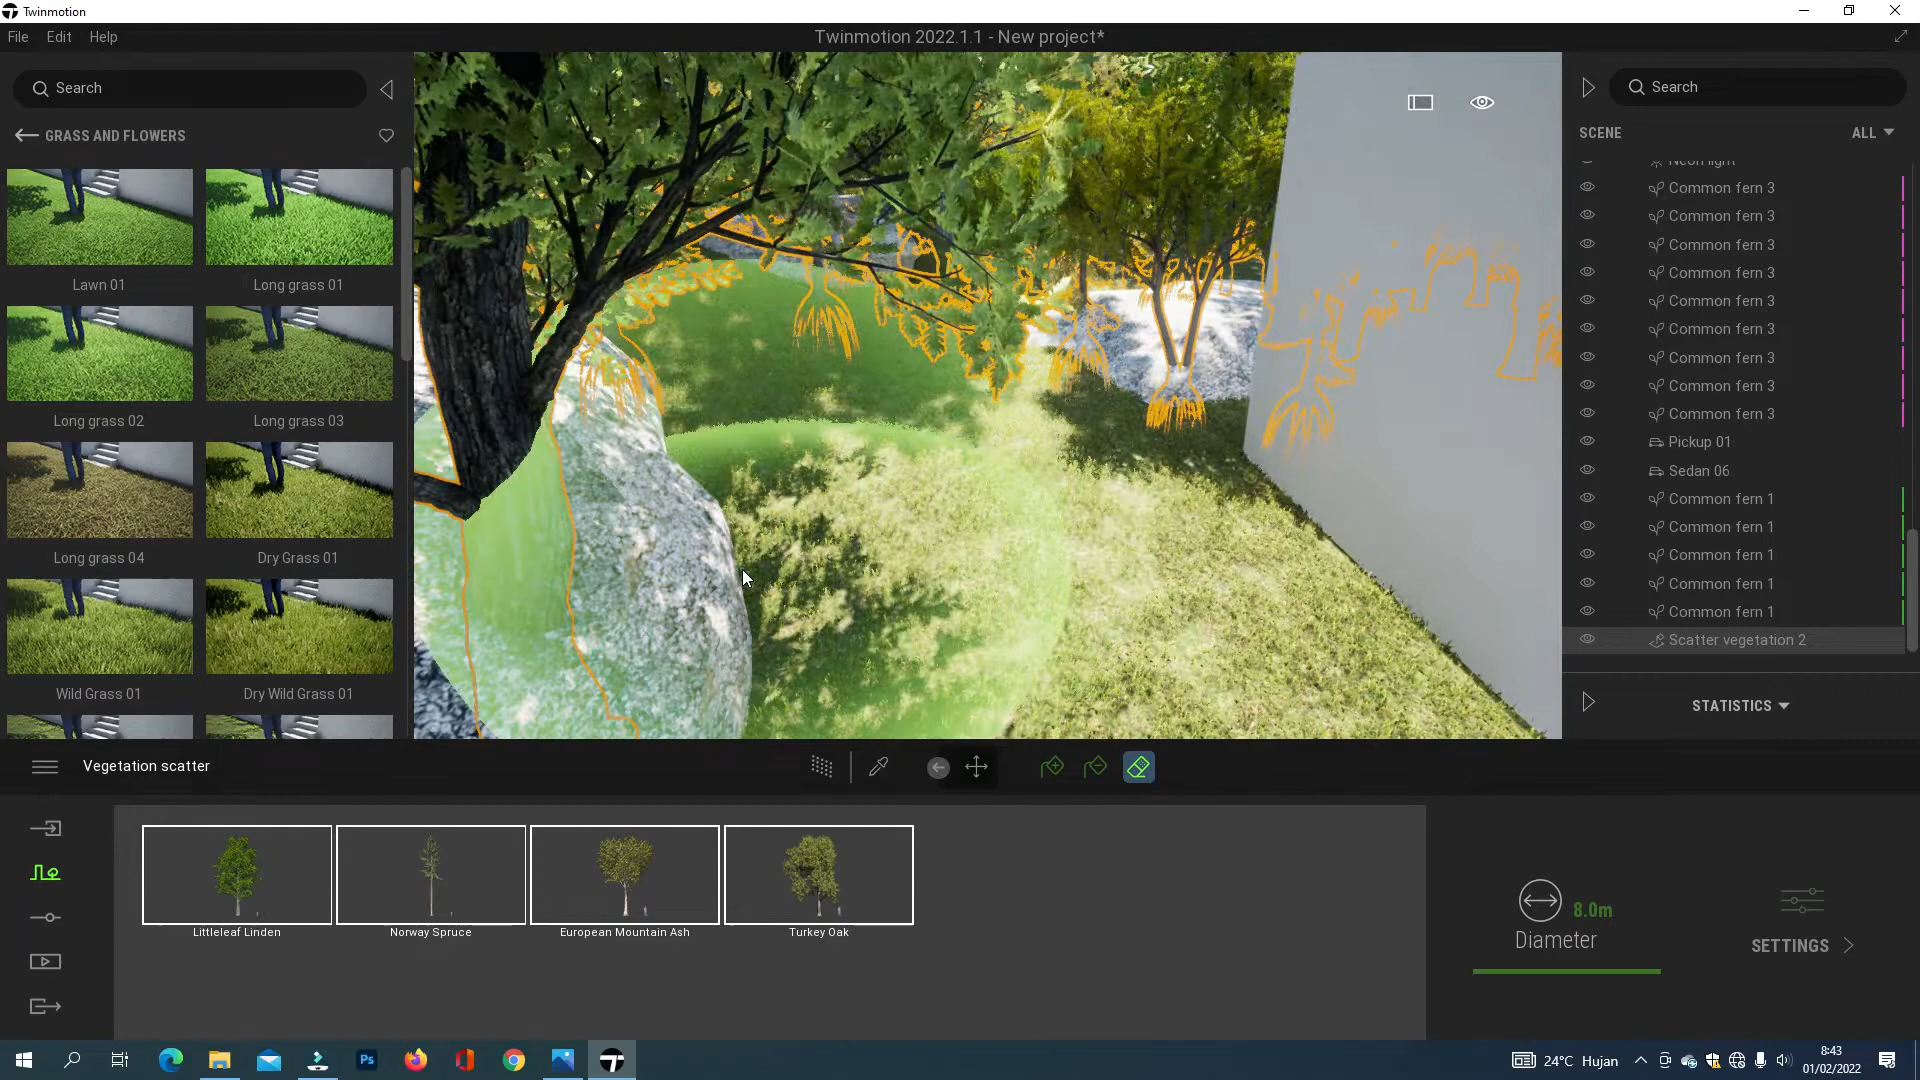 Twinmotion
File Edit Help
Twinmotion 2022.1.1 - New project*
Search
GRASS AND FLOWERS
Lawn 01
Long grass 01
Long grass 02
Long grass 03
Long grass 04
Dry Grass 01
Wild Grass 01
Dry Wild Grass 01
Search
SCENE
ALL
Neon light
Common fern 3
Common fern 3
Common fern 3
Common fern 3
Common fern 3
Common fern 3
Common fern 3
Common fern 3
Common fern 3
Pickup 01
Sedan 06
Common fern 1
Common fern 1
Common fern 1
Common fern 1
Common fern 1
Scatter vegetation 2
STATISTICS
Vegetation scatter
Littleleaf Linden
Norway Spruce
European Mountain Ash
Turkey Oak
8.0m
Diameter
SETTINGS
Ps
24°C Hujan
8:43
01/02/2022